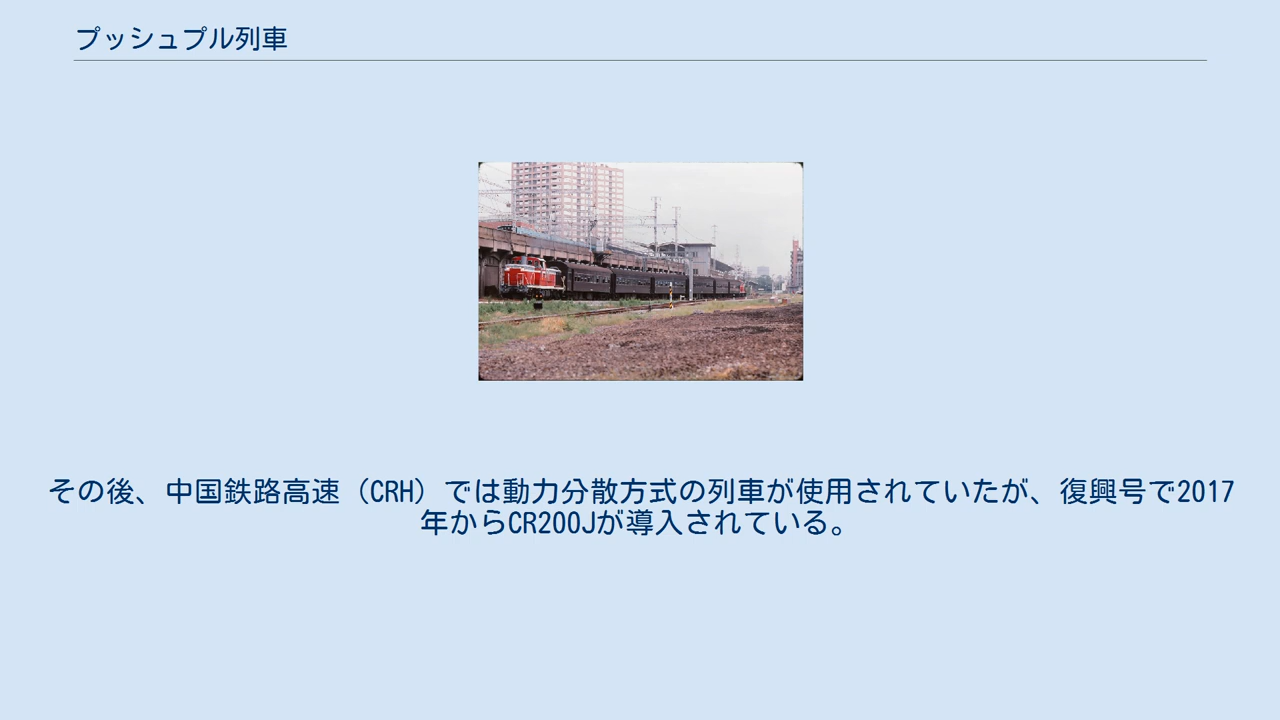 プッシュプル列車
その後、中国鉄路高速（CRH）では動力分散方式の列車が使用されていたが、復興号で2017
年からCR200Jが導入されている。